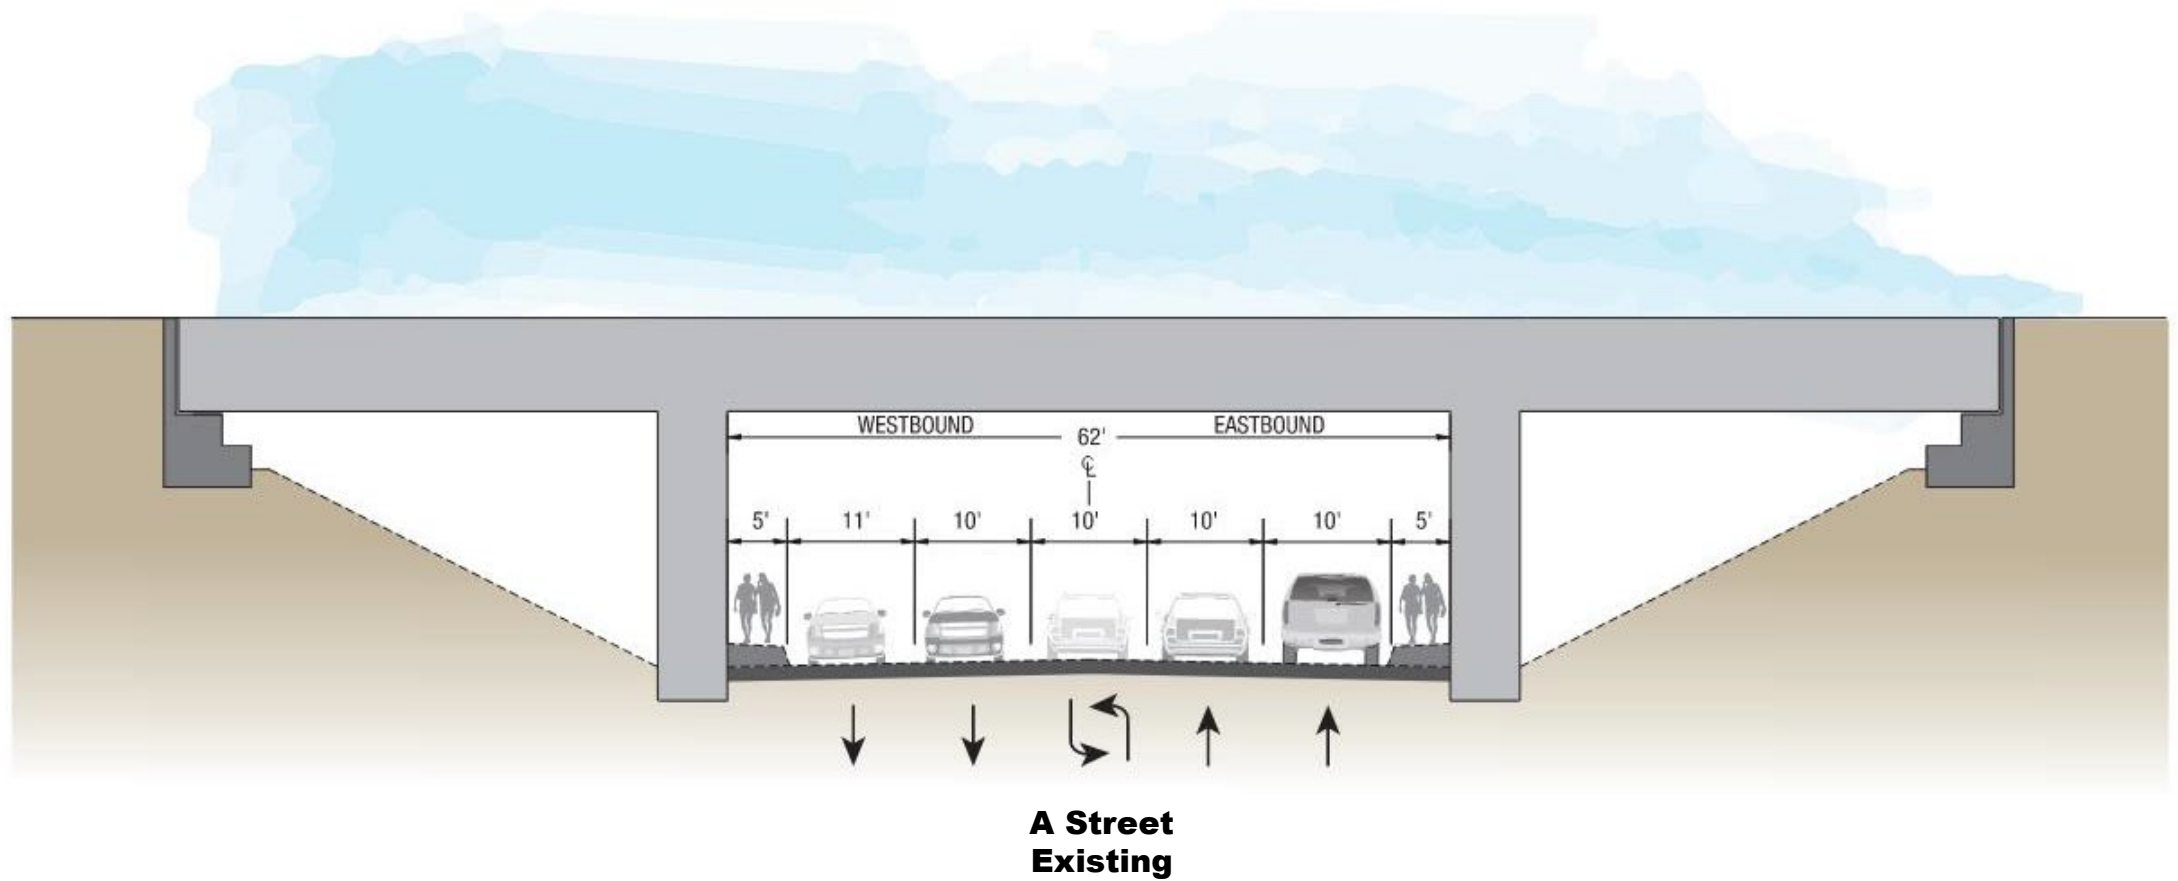 WESTBOUND EASTBOUND
62'
℄
5' 11' 10' 10' 10' 10' 5'
A Street
Existing